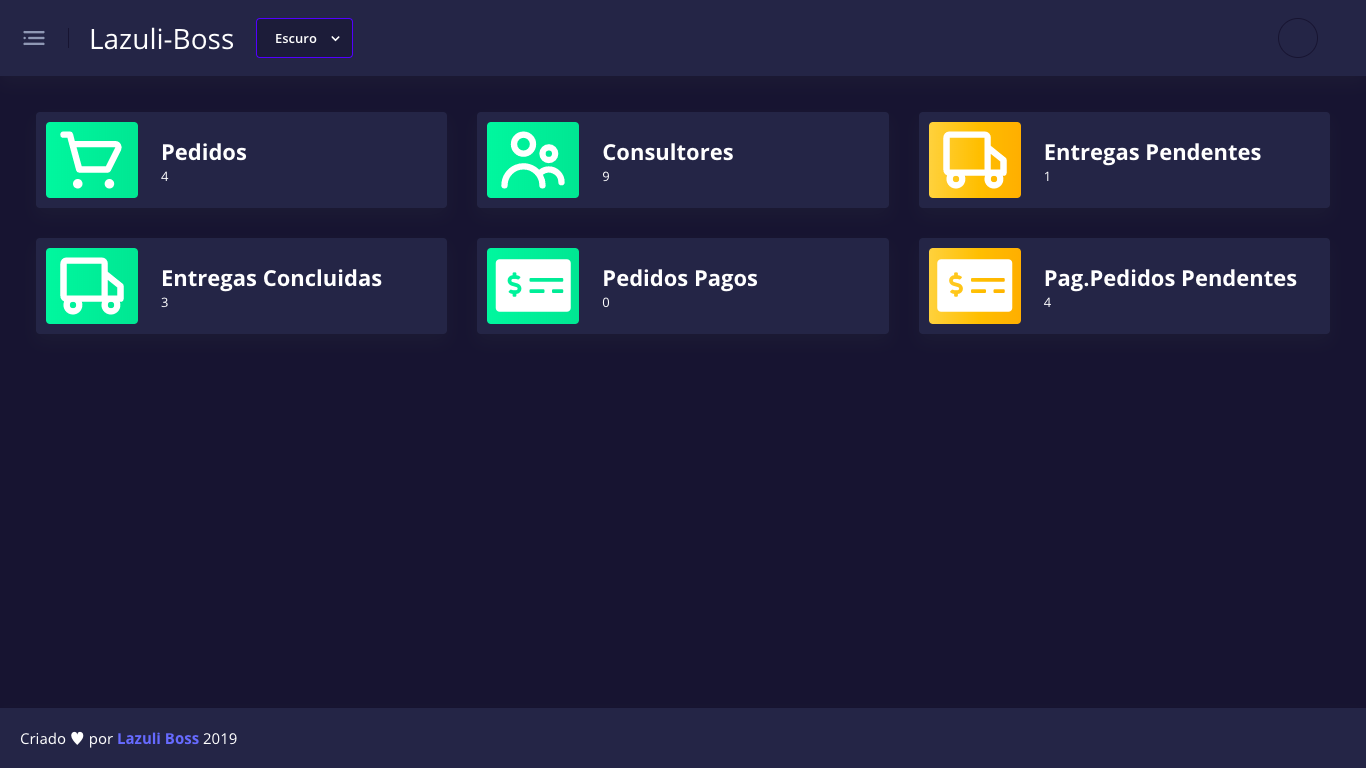 Lazuli-Boss
Escuro
Pedidos
4
Consultores
9
Entregas Pendentes
1
Entregas Concluidas
3
Pedidos Pagos
0
Pag.Pedidos Pendentes
4
Criado ♥ por Lazuli Boss 2019